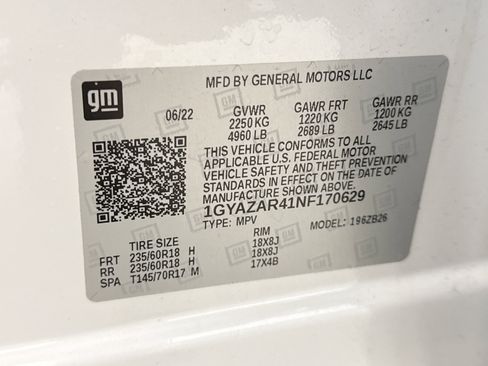 MFD BY GENERAL MOTORS LLC
gm
06/22
GVWR GAWR FRT GAWR RR
2250 KG 1220 KG 1200 KG
4960 LB 2689 LB 2645 LB
THIS VEHICLE CONFORMS TO ALL
APPLICABLE U.S. FEDERAL MOTOR
VEHICLE SAFETY AND THEFT PREVENTION
STANDARDS IN EFFECT ON THE DATE OF
MANUFACTURE SHOWN ABOVE.
1GYAZAR41NF170629
TYPE: MPV MODEL: 196ZB26
TIRE SIZE RIM
FRT 235/60R18 H 18X8J
RR 235/60R18 H 18X8J
SPA T145/70R17 M 17X4B